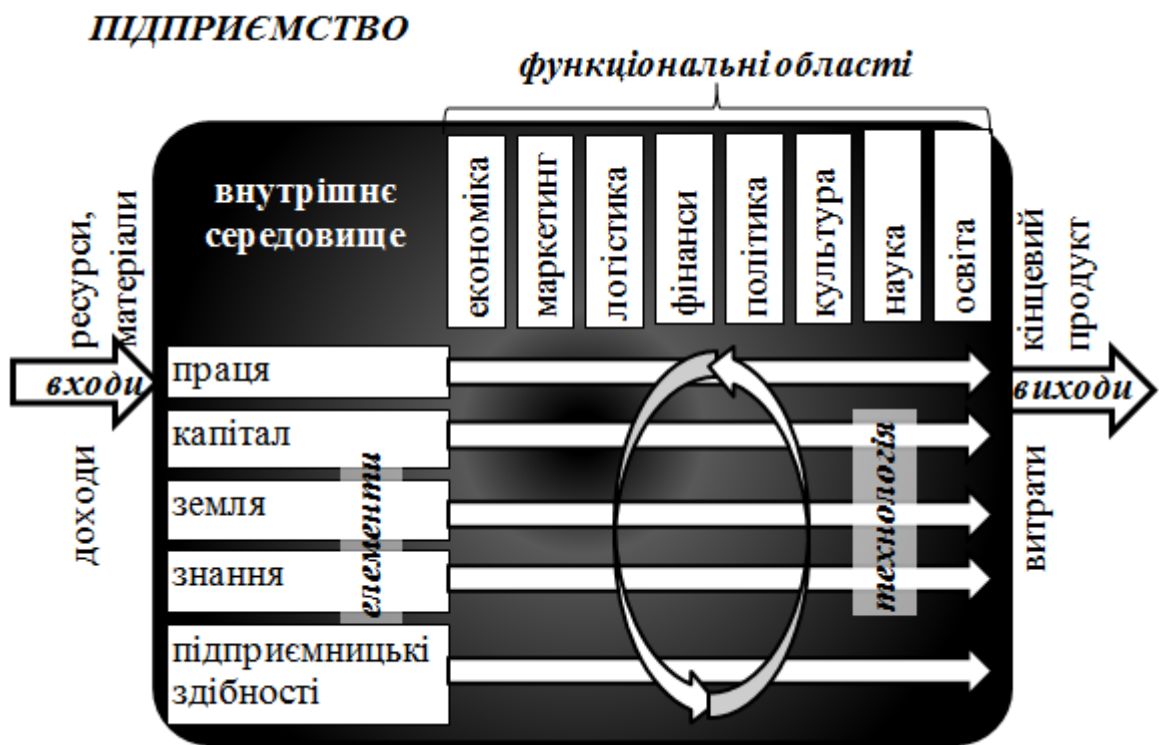 ПІДПРИЄМСТВО
функціональні області
внутрішнє
середовище
економіка
маркетинг
логістика
фінанси
політика
культура
наука
освіта
ресурси,
матеріали
входи
доходи
праця
капітал
земля
знання
підприємницькі
здібності
елементи
технологія
кінцевий
продукт
виходи
витрати